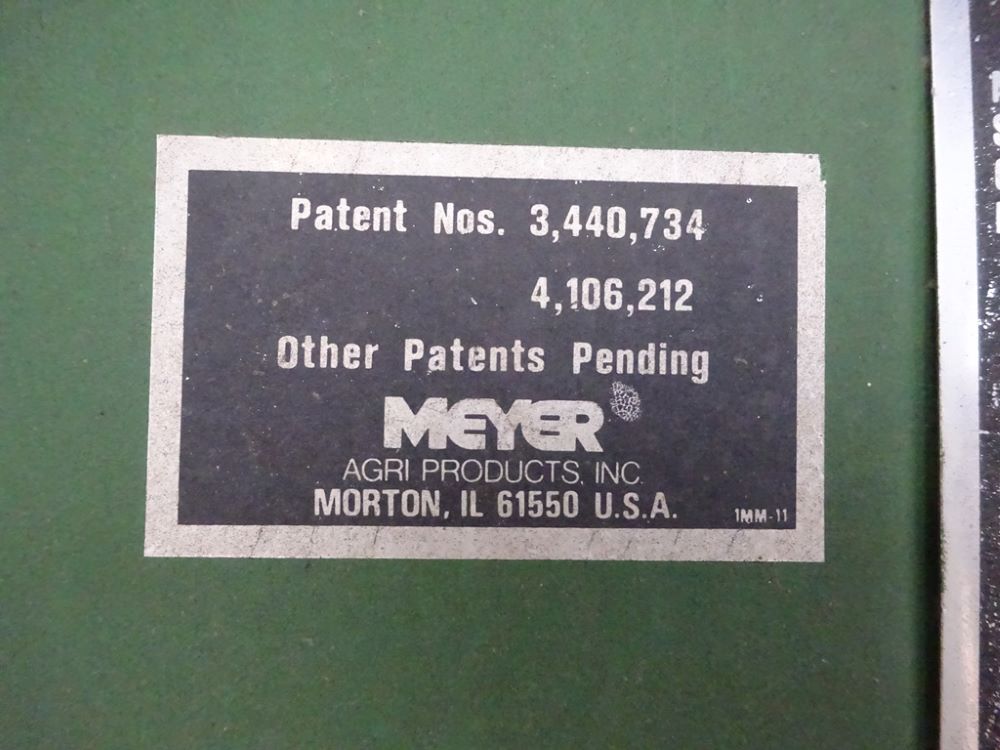 Patent Nos. 3,440,734
4,106,212
Other Patents Pending
MEYER
AGRI PRODUCTS, INC.
MORTON, IL 61550 U.S.A.
1MM-11